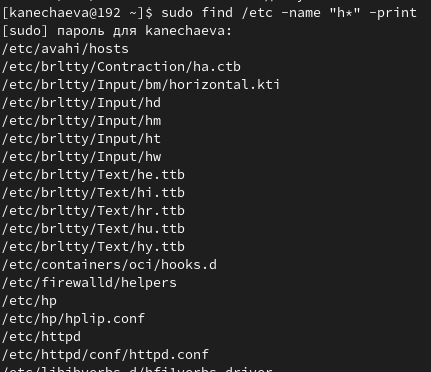 [kanechaeva@192 ~]$ sudo find /etc -name "h*" -print
[sudo] пароль для kanechaeva:
/etc/avahi/hosts
/etc/brltty/Contraction/ha.ctb
/etc/brltty/Input/bm/horizontal.kti
/etc/brltty/Input/hd
/etc/brltty/Input/hm
/etc/brltty/Input/ht
/etc/brltty/Input/hw
/etc/brltty/Text/he.ttb
/etc/brltty/Text/hi.ttb
/etc/brltty/Text/hr.ttb
/etc/brltty/Text/hu.ttb
/etc/brltty/Text/hy.ttb
/etc/containers/oci/hooks.d
/etc/firewalld/helpers
/etc/hp
/etc/hp/hplip.conf
/etc/httpd
/etc/httpd/conf/httpd.conf
/etc/libibverbs.d/hfi1verbs.driver